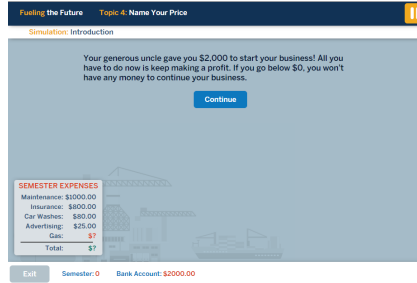 Fueling the Future Topic 4: Name Your Price
Simulation: Introduction
Your generous uncle gave you $2,000 to start your business! All you
have to do now is keep making a profit. If you go below $0, you won't
have any money to continue your business.
Continue
SEMESTER EXPENSES
Maintenance: $1000.00
Insurance: $800.00
Car Washes: $80.00
Advertising: $25.00
Gas: $?
Total: $?
Exit Semester: 0 Bank Account: $2000.00